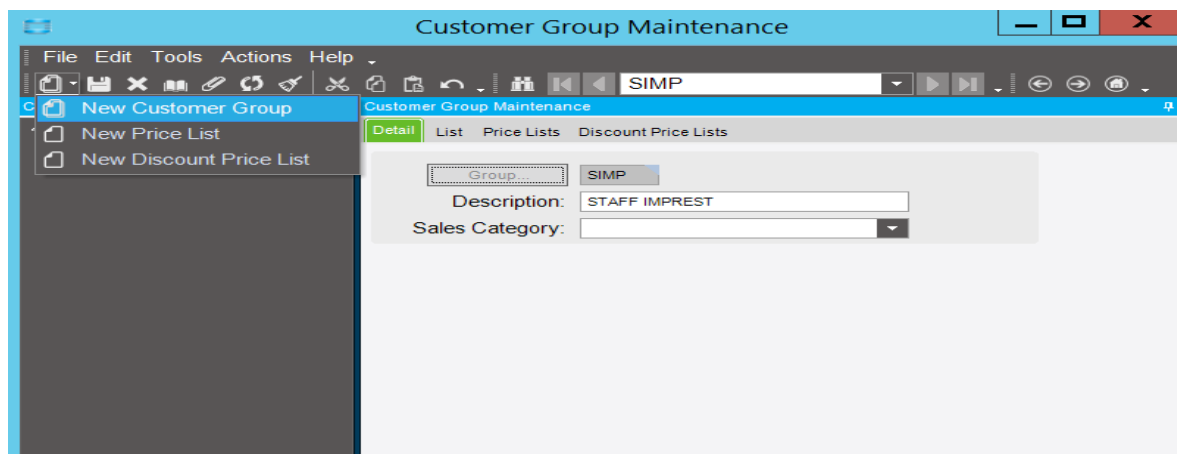 Customer Group Maintenance
File Edit Tools Actions Help
SIMP
New Customer Group
New Price List
New Discount Price List
Customer Group Maintenance
Detail List Price Lists Discount Price Lists
Group... SIMP
Description: STAFF IMPREST
Sales Category: